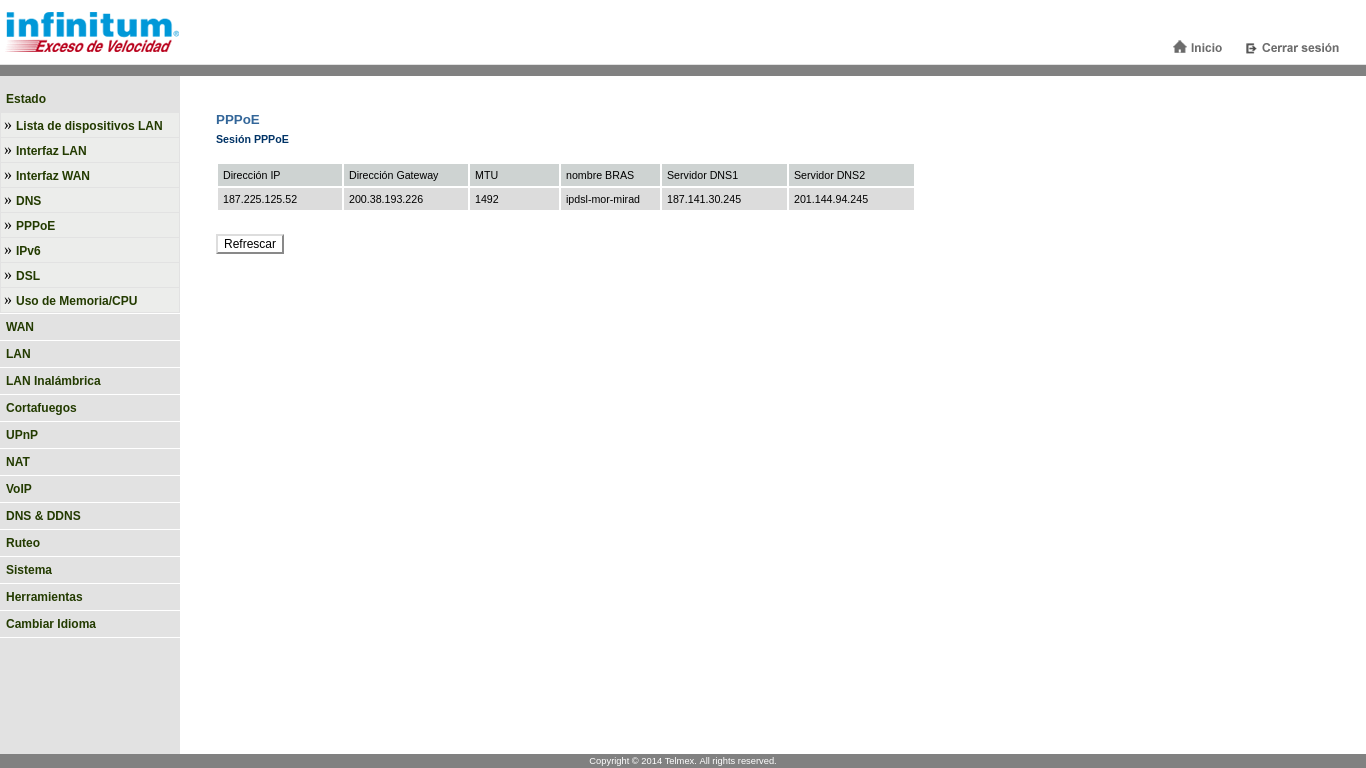 infinitum®
Exceso de Velocidad
Inicio
Cerrar sesión
Estado
» Lista de dispositivos LAN
» Interfaz LAN
» Interfaz WAN
» DNS
» PPPoE
» IPv6
» DSL
» Uso de Memoria/CPU
WAN
LAN
LAN Inalámbrica
Cortafuegos
UPnP
NAT
VoIP
DNS & DDNS
Ruteo
Sistema
Herramientas
Cambiar Idioma
PPPoE
Sesión PPPoE
Dirección IP Dirección Gateway MTU nombre BRAS Servidor DNS1 Servidor DNS2
187.225.125.52 200.38.193.226 1492 ipdsl-mor-mirad 187.141.30.245 201.144.94.245
Refrescar
Copyright © 2014 Telmex. All rights reserved.